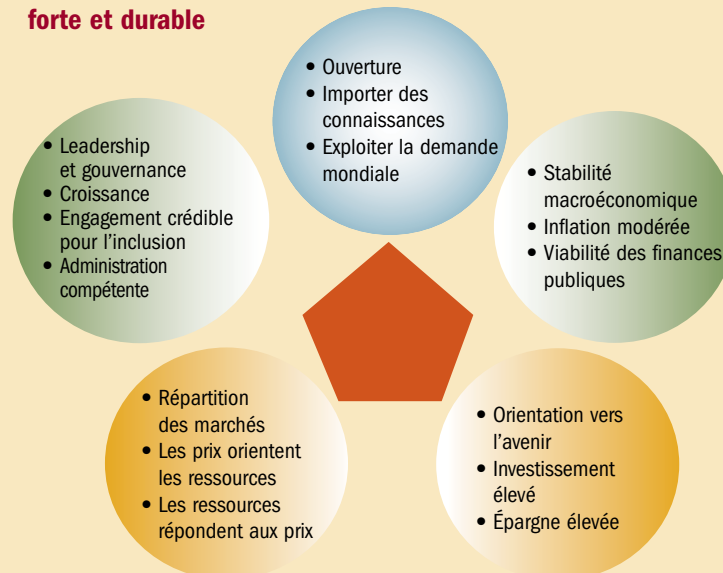 forte et durable
• Ouverture
• Importer des
connaissances
• Exploiter la demande
mondiale
• Leadership
et gouvernance
• Croissance
• Engagement crédible
pour l'inclusion
• Administration
compétente
• Stabilité
macroéconomique
• Inflation modérée
• Viabilité des finances
publiques
• Répartition
des marchés
• Les prix orientent
les ressources
• Les ressources
répondent aux prix
• Orientation vers
l'avenir
• Investissement
élevé
• Épargne élevée